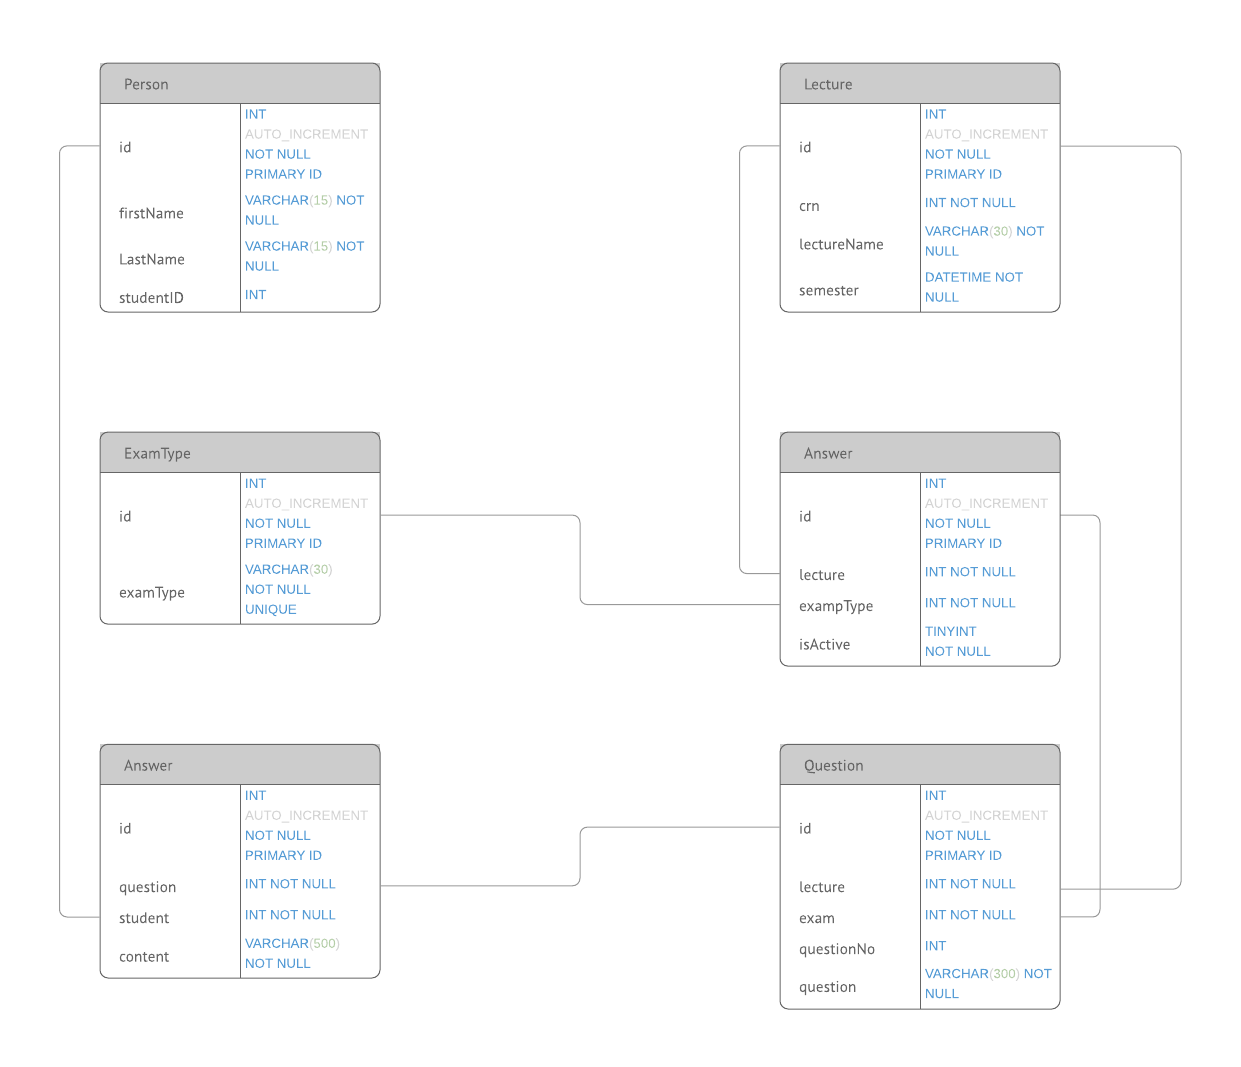 Person
id
INT
AUTO_INCREMENT
NOT NULL
PRIMARY ID
firstName
VARCHAR(15) NOT
NULL
LastName
VARCHAR(15) NOT
NULL
studentID
INT
Lecture
id
INT
AUTO_INCREMENT
NOT NULL
PRIMARY ID
crn
INT NOT NULL
lectureName
VARCHAR(30) NOT
NULL
semester
DATETIME NOT
NULL
ExamType
id
INT
AUTO_INCREMENT
NOT NULL
PRIMARY ID
examType
VARCHAR(30)
NOT NULL
UNIQUE
Answer
id
INT
AUTO_INCREMENT
NOT NULL
PRIMARY ID
lecture
INT NOT NULL
exampType
INT NOT NULL
isActive
TINYINT
NOT NULL
Answer
id
INT
AUTO_INCREMENT
NOT NULL
PRIMARY ID
question
INT NOT NULL
student
INT NOT NULL
content
VARCHAR(500)
NOT NULL
Question
id
INT
AUTO_INCREMENT
NOT NULL
PRIMARY ID
lecture
INT NOT NULL
exam
INT NOT NULL
questionNo
INT
question
VARCHAR(300) NOT
NULL